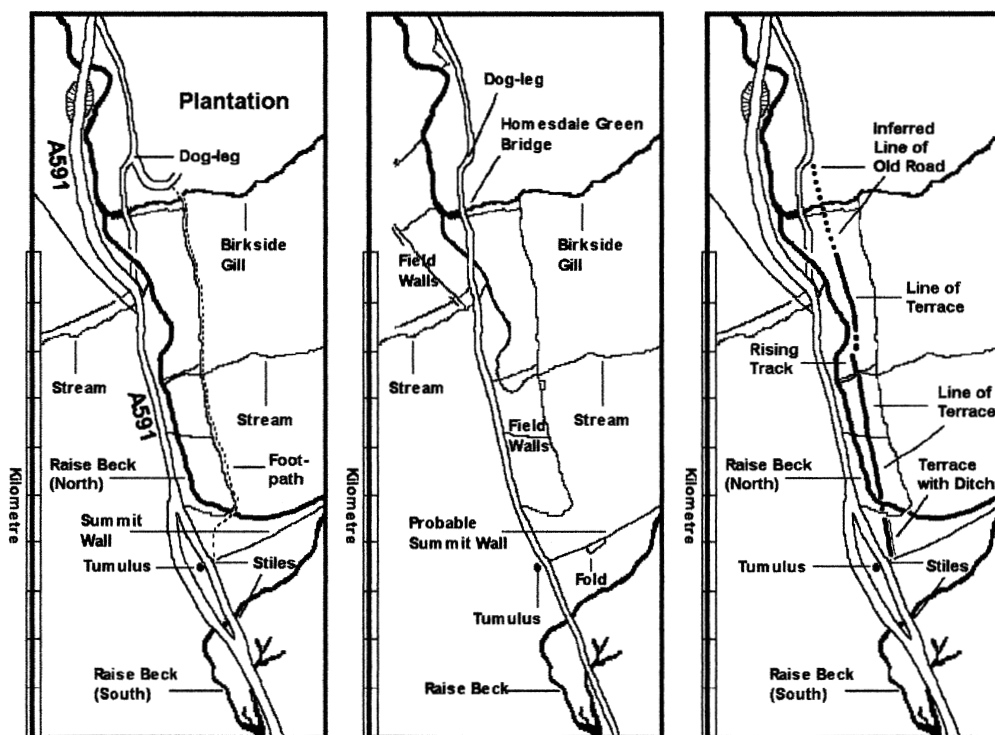 Plantation
Dog-leg
A591
Birkside
Gill
Stream
Stream
A591
Raise Beck
(North)
Foot-
path
Summit
Wall
Tumulus
Stiles
Raise Beck
(South)
Kilometre
Dog-leg
Homesdale Green
Bridge
Birkside
Gill
Field
Walls
Stream
Stream
Field
Walls
Probable
Summit Wall
Fold
Tumulus
Raise Beck
Kilometre
Inferred
Line of
Old Road
Line of
Terrace
Rising
Track
Line of
Terrace
Raise Beck
(North)
Terrace
with Ditch
Tumulus
Stiles
Raise Beck
(South)
Kilometre